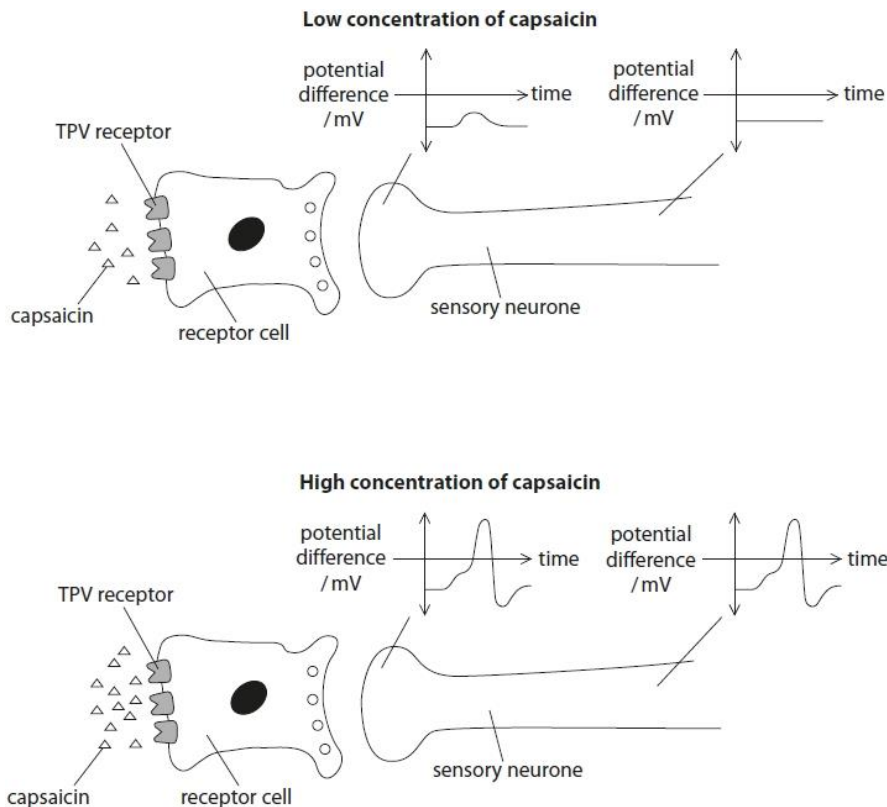 Low concentration of capsaicin
potential
difference
/ mV
time
potential
difference
/ mV
time
TPV receptor
capsaicin
receptor cell
sensory neurone
High concentration of capsaicin
potential
difference
/ mV
time
potential
difference
/ mV
time
TPV receptor
capsaicin
receptor cell
sensory neurone